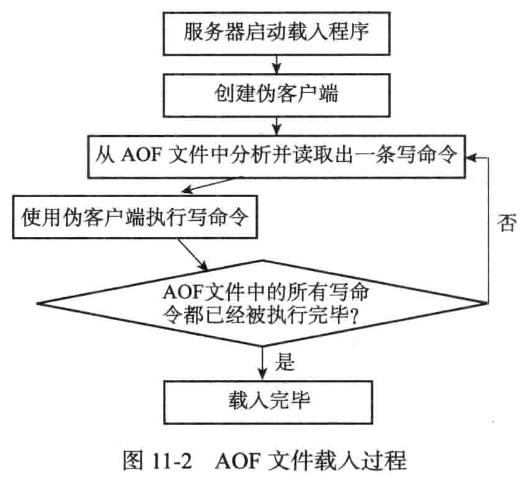 服务器启动载入程序
创建伪客户端
从 AOF 文件中分析并读取出一条写命令
使用伪客户端执行写命令
否
AOF文件中的所有写命
令都已经被执行完毕?
是
载入完毕
图 11-2 AOF 文件载入过程